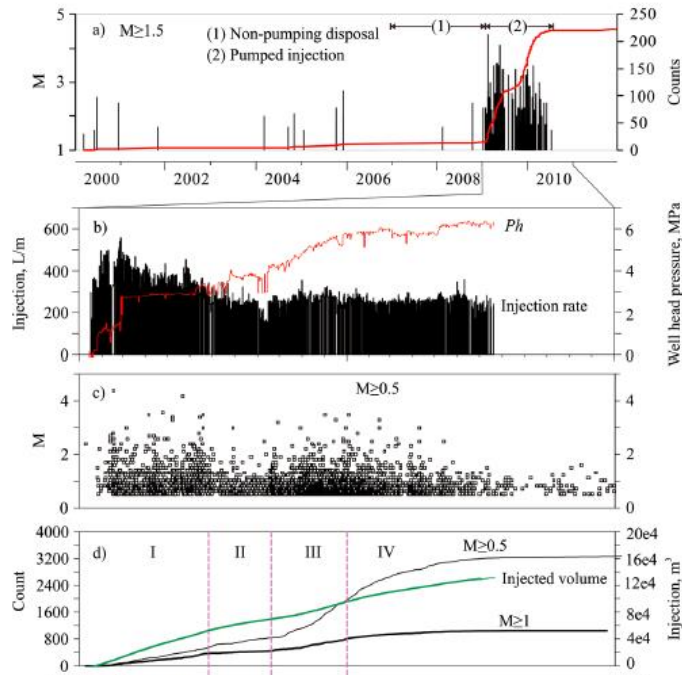 a) M≥1.5
(1) Non-pumping disposal
(2) Pumped injection
(1) (2)
5
3
1
M
250
200
150
100
50
0
Counts
2000 2002 2004 2006 2008 2010
b)
600
400
200
0
Injection, L/m
Ph
Injection rate
6
4
2
0
Well head pressure, MPa
c) M≥0.5
4
2
0
M
4
2
0
d) I II III IV
4000
3200
2400
1600
800
0
Count
M≥0.5
Injected volume
M≥1
20e4
16e4
12e4
8e4
4e4
0
Injection, m³